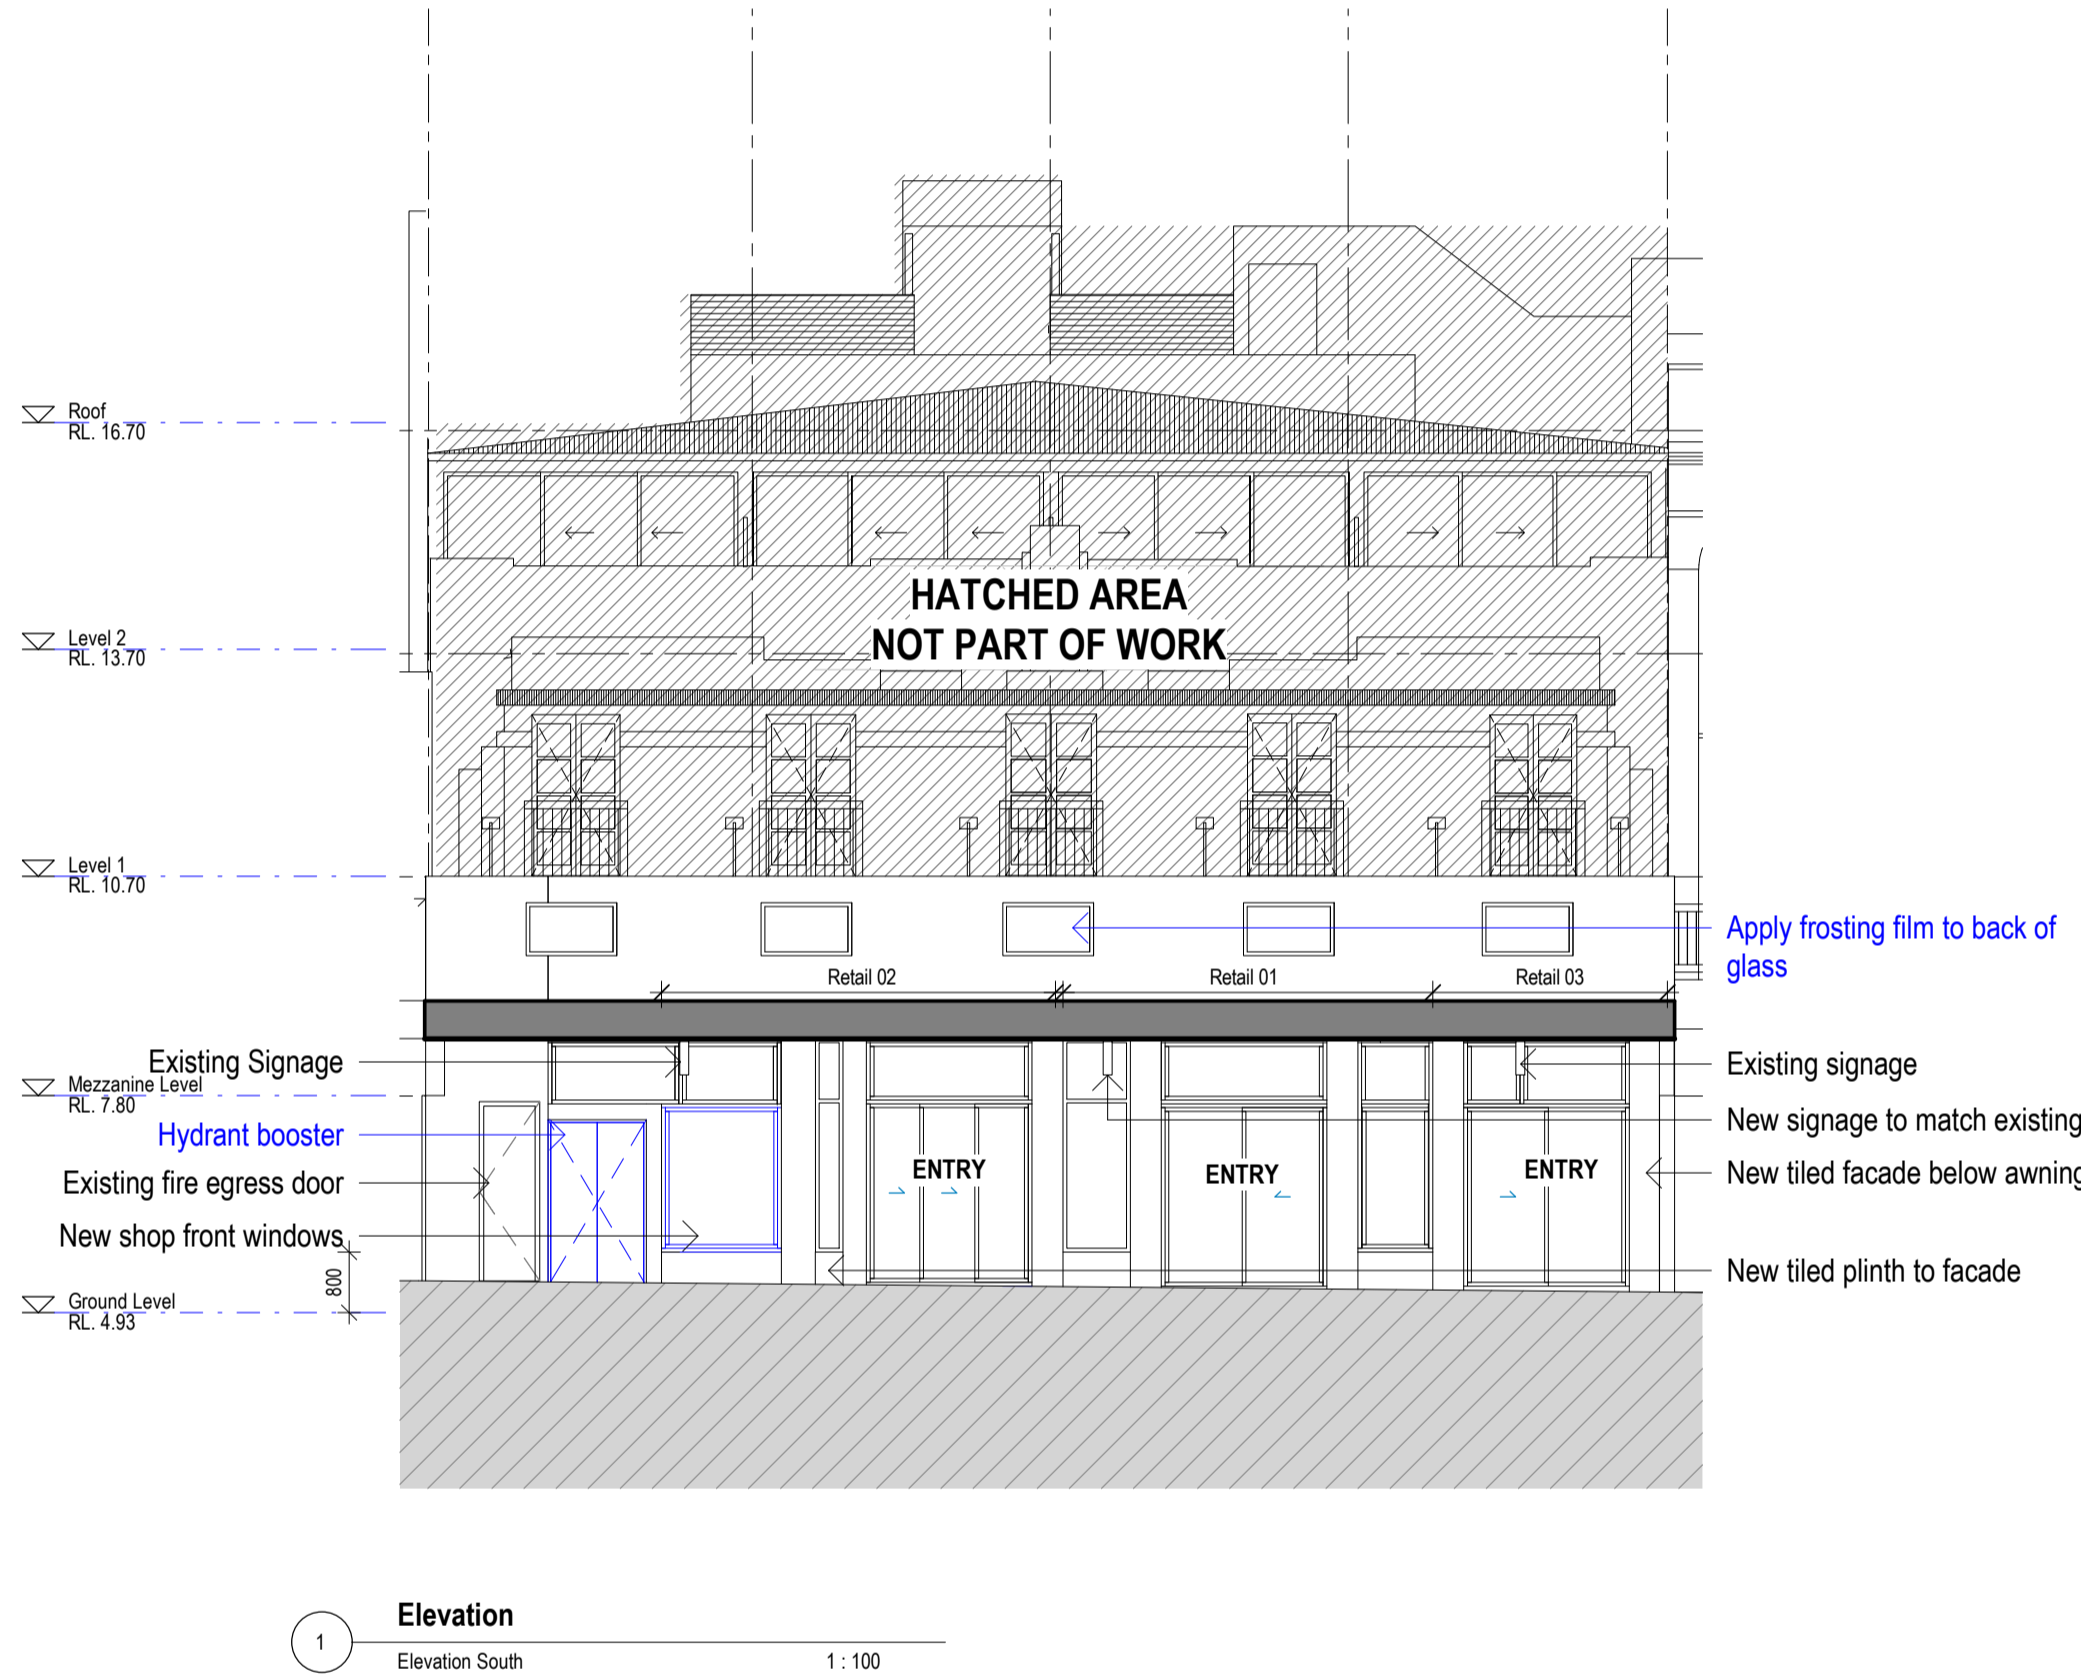 Roof
RL. 16.70
HATCHED AREA
NOT PART OF WORK
Level 2
RL. 13.70
Level 1
RL. 10.70
Apply frosting film to back of
glass
Retail 02
Retail 01
Retail 03
Existing Signage
Existing signage
Mezzanine Level
RL. 7.80
New signage to match existing
Hydrant booster
ENTRY
ENTRY
ENTRY
New tiled facade below awning
Existing fire egress door
New shop front windows
800
New tiled plinth to facade
Ground Level
RL. 4.93
1
Elevation
Elevation South
1 : 100